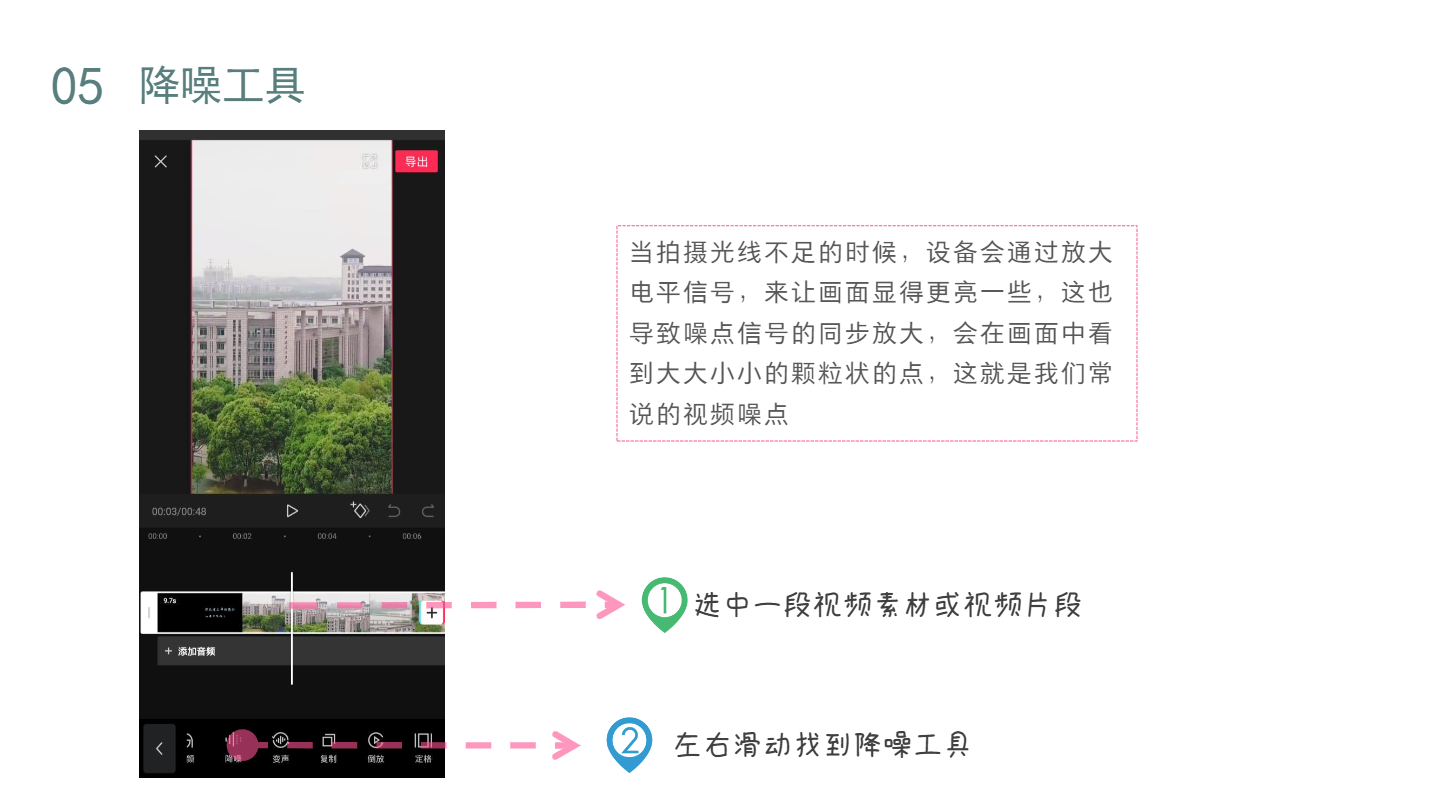 05 降噪工具
导出
当拍摄光线不足的时候，设备会通过放大
电平信号，来让画面显得更亮一些，这也
导致噪点信号的同步放大，会在画面中看
到大大小小的颗粒状的点，这就是我们常
说的视频噪点
00:03/00:48
00:00
00:02
00:04
00:06
9.7s
1 选中一段视频素材或视频片段
+ 添加音频
2 左右滑动找到降噪工具
频 降噪 变声 复制 倒放 定格